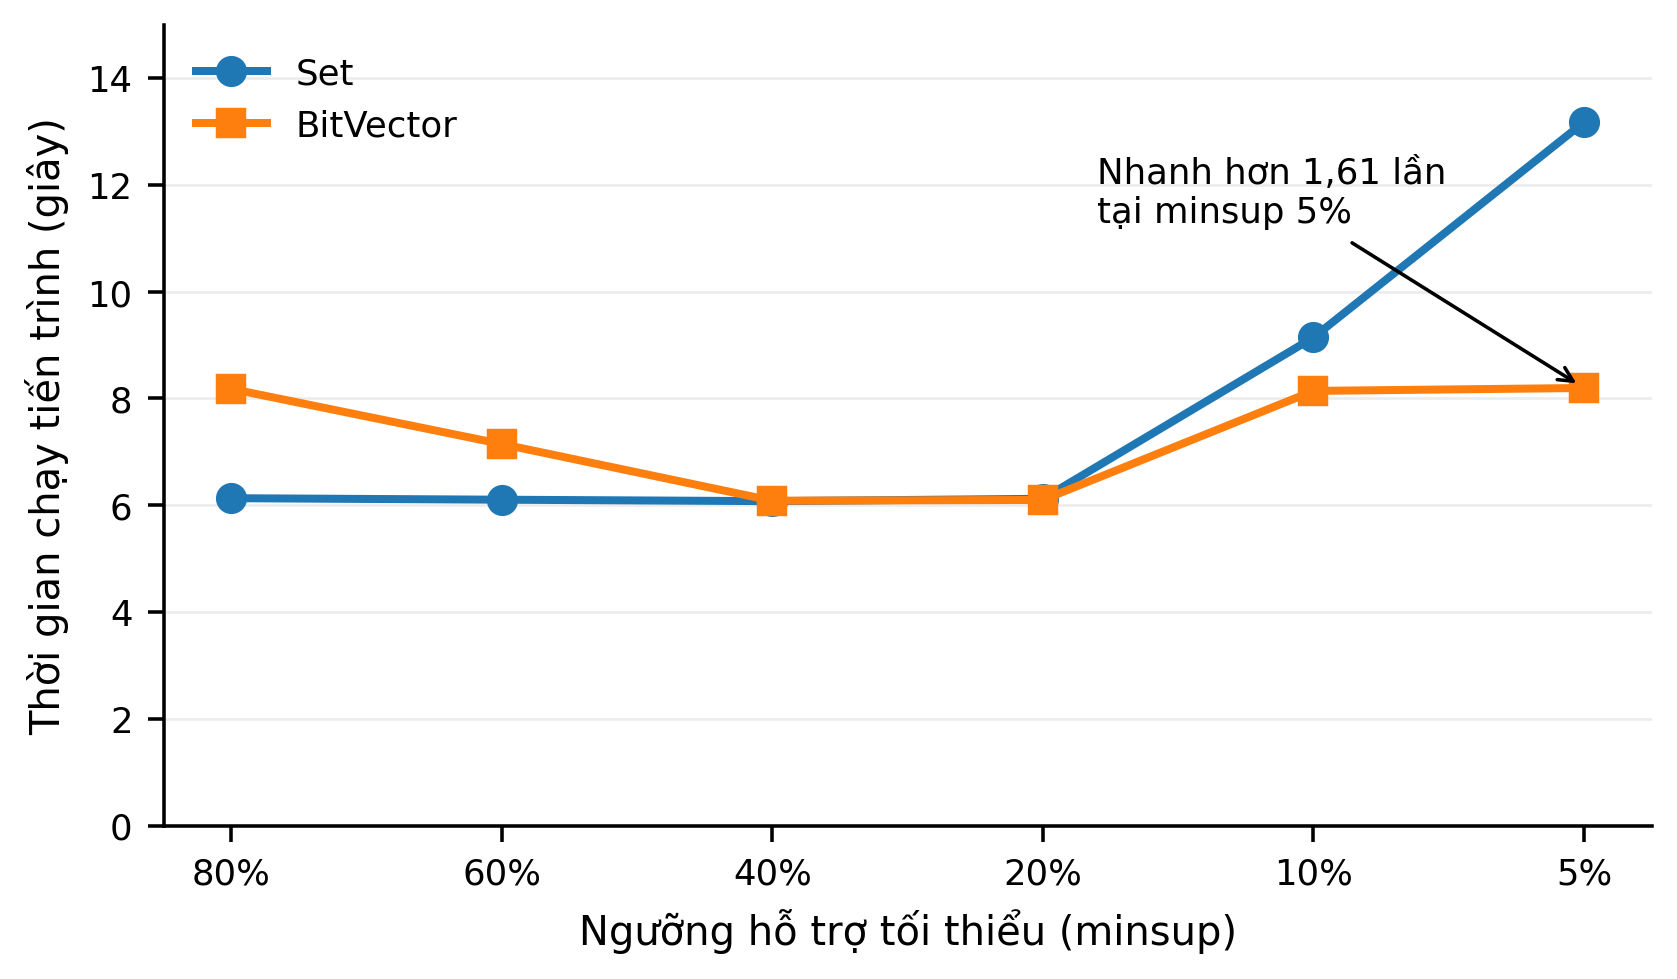 Set
BitVector
Nhanh hơn 1,61 lần
tại minsup 5%
Thời gian chạy tiến trình (giây)
14
12
10
8
6
4
2
0
80%
60%
40%
20%
10%
5%
Ngưỡng hỗ trợ tối thiểu (minsup)